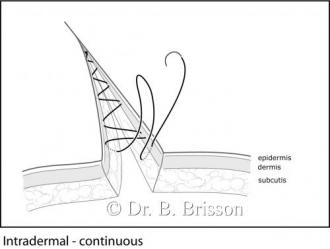 epidermis
dermis
subcutis
© Dr. B. Brisson
Intradermal - continuous